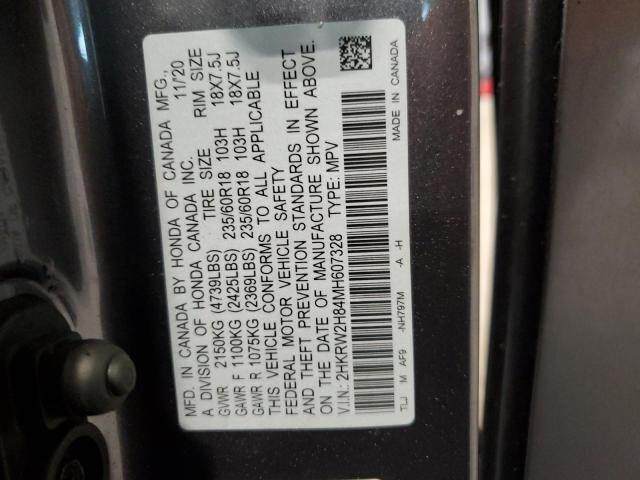 MFD. IN CANADA BY HONDA OF CANADA MFG.,
A DIVISION OF HONDA CANADA INC. 11/20
TIRE SIZE RIM SIZE
GVWR 2150KG (4739LBS)
GAWR F 1100KG (2425LBS) 235/60R18 103H 18X7.5J
GAWR R 1075KG (2369LBS) 235/60R18 103H 18X7.5J
THIS VEHICLE CONFORMS TO ALL APPLICABLE
FEDERAL MOTOR VEHICLE SAFETY
AND THEFT PREVENTION STANDARDS IN EFFECT
ON THE DATE OF MANUFACTURE SHOWN ABOVE.
V.I.N.: 2HKRW2H84MH607328 TYPE: MPV
TLJ M AF9 -NH797M -A -H MADE IN CANADA